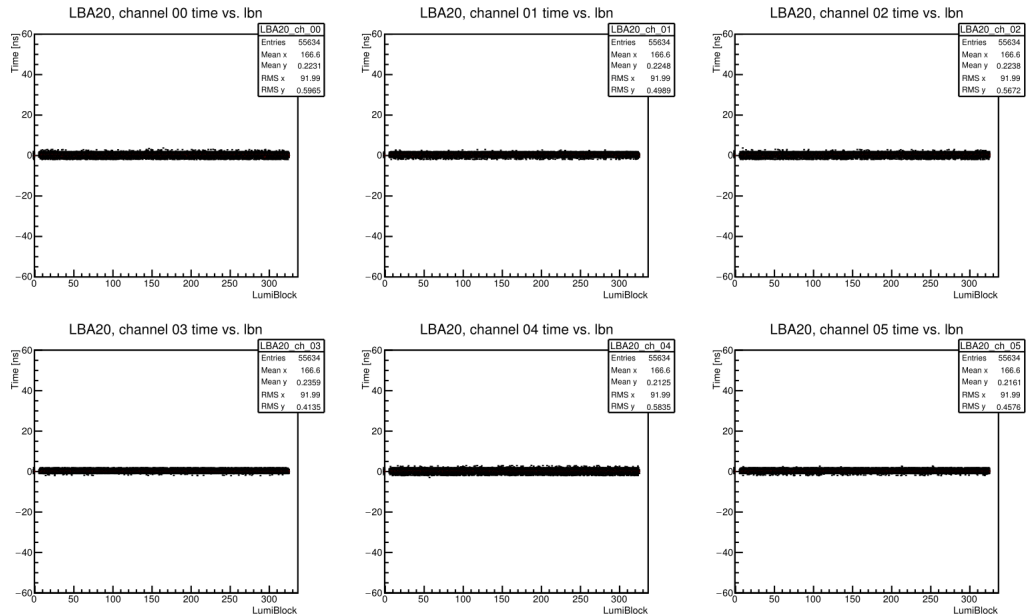 LBA20, channel 00 time vs. lbn
Time [ns]
60
40
20
0
−20
−40
−60
0 50 100 150 200 250 300
LumiBlock
LBA20_ch_00
Entries 55634
Mean x 166.6
Mean y 0.2231
RMS x 91.99
RMS y 0.5965
LBA20, channel 01 time vs. lbn
Time [ns]
60
40
20
0
−20
−40
−60
0 50 100 150 200 250 300
LumiBlock
LBA20_ch_01
Entries 55634
Mean x 166.6
Mean y 0.2248
RMS x 91.99
RMS y 0.4989
LBA20, channel 02 time vs. lbn
Time [ns]
60
40
20
0
−20
−40
−60
0 50 100 150 200 250 300
LumiBlock
LBA20_ch_02
Entries 55634
Mean x 166.6
Mean y 0.2238
RMS x 91.99
RMS y 0.5672
LBA20, channel 03 time vs. lbn
Time [ns]
60
40
20
0
−20
−40
−60
0 50 100 150 200 250 300
LumiBlock
LBA20_ch_03
Entries 55634
Mean x 166.6
Mean y 0.2359
RMS x 91.99
RMS y 0.4135
LBA20, channel 04 time vs. lbn
Time [ns]
60
40
20
0
−20
−40
−60
0 50 100 150 200 250 300
LumiBlock
LBA20_ch_04
Entries 55634
Mean x 166.6
Mean y 0.2125
RMS x 91.99
RMS y 0.5835
LBA20, channel 05 time vs. lbn
Time [ns]
60
40
20
0
−20
−40
−60
0 50 100 150 200 250 300
LumiBlock
LBA20_ch_05
Entries 55634
Mean x 166.6
Mean y 0.2161
RMS x 91.99
RMS y 0.4576